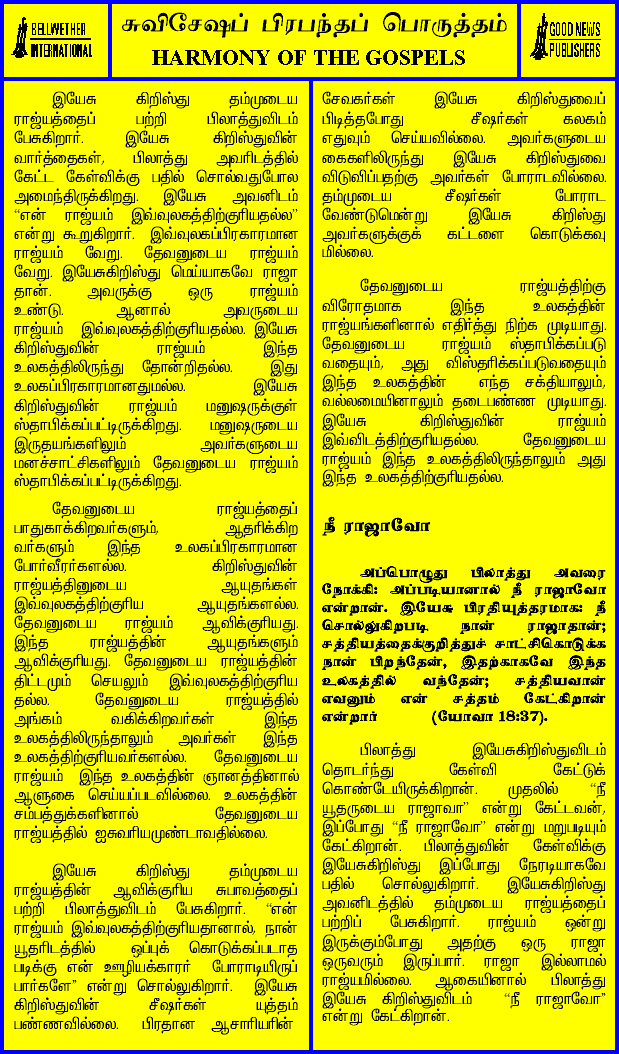 BELLWETHER
INTERNATIONAL
சுவிசேஷப் பிரபந்தப் பொருத்தம்
HARMONY OF THE GOSPELS
GOOD NEWS
PUBLISHERS
இயேசு கிறிஸ்து தம்முடைய
ராஜ்யத்தைப் பற்றி பிலாத்துவிடம்
பேசுகிறார். இயேசு கிறிஸ்துவின்
வார்த்தைகள், பிலாத்து அவரிடத்தில்
கேட்ட கேள்விக்கு பதில் சொல்வதுபோல
அமைந்திருக்கிறது. இயேசு அவனிடம்
“என் ராஜ்யம் இவ்வுலகத்திற்குரியதல்ல”
என்று கூறுகிறார். இவ்வுலகப்பிரகாரமான
ராஜ்யம் வேறு. தேவனுடைய ராஜ்யம்
வேறு. இயேசுகிறிஸ்து மெய்யாகவே ராஜா
தான். அவருக்கு ஒரு ராஜ்யம்
உண்டு. ஆனால் அவருடைய
ராஜ்யம் இவ்வுலகத்திற்குரியதல்ல. இயேசு
கிறிஸ்துவின் ராஜ்யம் இந்த
உலகத்திலிருந்து தோன்றிதல்ல. இது
உலகப்பிரகாரமானதுமல்ல. இயேசு
கிறிஸ்துவின் ராஜ்யம் மனுஷருக்குள்
ஸ்தாபிக்கப்பட்டிருக்கிறது. மனுஷருடைய
இருதயங்களிலும் அவர்களுடைய
மனச்சாட்சிகளிலும் தேவனுடைய ராஜ்யம்
ஸ்தாபிக்கப்பட்டிருக்கிறது.
தேவனுடைய ராஜ்யத்தைப்
பாதுகாக்கிறவர்களும், ஆதரிக்கிற
வர்களும் இந்த உலகப்பிரகாரமான
போர்வீரர்களல்ல. கிறிஸ்துவின்
ராஜ்யத்தினுடைய ஆயுதங்கள்
இவ்வுலகத்திற்குரிய ஆயுதங்களல்ல.
தேவனுடைய ராஜ்யம் ஆவிக்குரியது.
இந்த ராஜ்யத்தின் ஆயுதங்களும்
ஆவிக்குரியது. தேவனுடைய ராஜ்யத்தின்
திட்டமும் செயலும் இவ்வுலகத்திற்குரிய
தல்ல. தேவனுடைய ராஜ்யத்தில்
அங்கம் வகிக்கிறவர்கள் இந்த
உலகத்திலிருந்தாலும் அவர்கள் இந்த
உலகத்திற்குரியவர்களல்ல. தேவனுடைய
ராஜ்யம் இந்த உலகத்தின் ஞானத்தினால்
ஆளுகை செய்யப்படவில்லை. உலகத்தின்
சம்பத்துக்களினால் தேவனுடைய
ராஜ்யத்தில் ஐசுவரியமுண்டாவதில்லை.
இயேசு கிறிஸ்து தம்முடைய
ராஜ்யத்தின் ஆவிக்குரிய சுபாவத்தைப்
பற்றி பிலாத்துவிடம் பேசுகிறார். “என்
ராஜ்யம் இவ்வுலகத்திற்குரியதானால், நான்
யூதரிடத்தில் ஒப்புக் கொடுக்கப்படாத
படிக்கு என் ஊழியக்காரர் போராடியிருப்
பார்களே” என்று சொல்லுகிறார். இயேசு
கிறிஸ்துவின் சீஷர்கள் யுத்தம்
பண்ணவில்லை. பிரதான ஆசாரியரின்
சேவகர்கள் இயேசு கிறிஸ்துவைப்
பிடித்தபோது சீஷர்கள் கலகம்
எதுவும் செய்யவில்லை. அவர்களுடைய
கைகளிலிருந்து இயேசு கிறிஸ்துவை
விடுவிப்பதற்கு அவர்கள் போராடவில்லை.
தம்முடைய சீஷர்கள் போராட
வேண்டுமென்று இயேசு கிறிஸ்து
அவர்களுக்குக் கட்டளை கொடுக்கவு
மில்லை.
தேவனுடைய ராஜ்யத்திற்கு
விரோதமாக இந்த உலகத்தின்
ராஜ்யங்களினால் எதிர்த்து நிற்க முடியாது.
தேவனுடைய ராஜ்யம் ஸ்தாபிக்கப்படு
வதையும், அது விஸ்தரிக்கப்படுவதையும்
இந்த உலகத்தின் எந்த சக்தியாலும்,
வல்லமையினாலும் தடைபண்ண முடியாது.
இயேசு கிறிஸ்துவின் ராஜ்யம்
இவ்விடத்திற்குரியதல்ல. தேவனுடைய
ராஜ்யம் இந்த உலகத்திலிருந்தாலும் அது
இந்த உலகத்திற்குரியதல்ல.
நீ ராஜாவோ
அப்பொழுது பிலாத்து அவரை
நோக்கி: அப்படியானால் நீ ராஜாவோ
என்றான். இயேசு பிரதியுத்தரமாக: நீ
சொல்லுகிறபடி நான் ராஜாதான்;
சத்தியத்தைக்குறித்துச் சாட்சிகொடுக்க
நான் பிறந்தேன், இதற்காகவே இந்த
உலகத்தில் வந்தேன்; சத்தியவான்
எவனும் என் சத்தம் கேட்கிறான்
என்றார் (யோவா 18:37).
பிலாத்து இயேசுகிறிஸ்துவிடம்
தொடர்ந்து கேள்வி கேட்டுக்
கொண்டேயிருக்கிறான். முதலில் “நீ
யூதருடைய ராஜாவா” என்று கேட்டவன்,
இப்போது “நீ ராஜாவோ” என்று மறுபடியும்
கேட்கிறான். பிலாத்துவின் கேள்விக்கு
இயேசுகிறிஸ்து இப்போது நேரடியாகவே
பதில் சொல்லுகிறார். இயேசுகிறிஸ்து
அவனிடத்தில் தம்முடைய ராஜ்யத்தைப்
பற்றிப் பேசுகிறார். ராஜ்யம் ஒன்று
இருக்கும்போது அதற்கு ஒரு ராஜா
ஒருவரும் இருப்பார். ராஜா இல்லாமல்
ராஜ்யமில்லை. ஆகையினால் பிலாத்து
இயேசு கிறிஸ்துவிடம் “நீ ராஜாவோ”
என்று கேட்கிறான்.